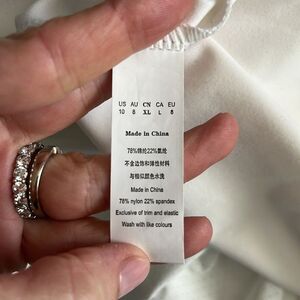 US AU CN CA EU
10 8 XL L 8
Made in China
78%锦纶22%氨纶
不含边饰和弹性材料
与相似颜色水洗
Made in China
78% nylon 22% spandex
Exclusive of trim and elastic
Wash with like colours